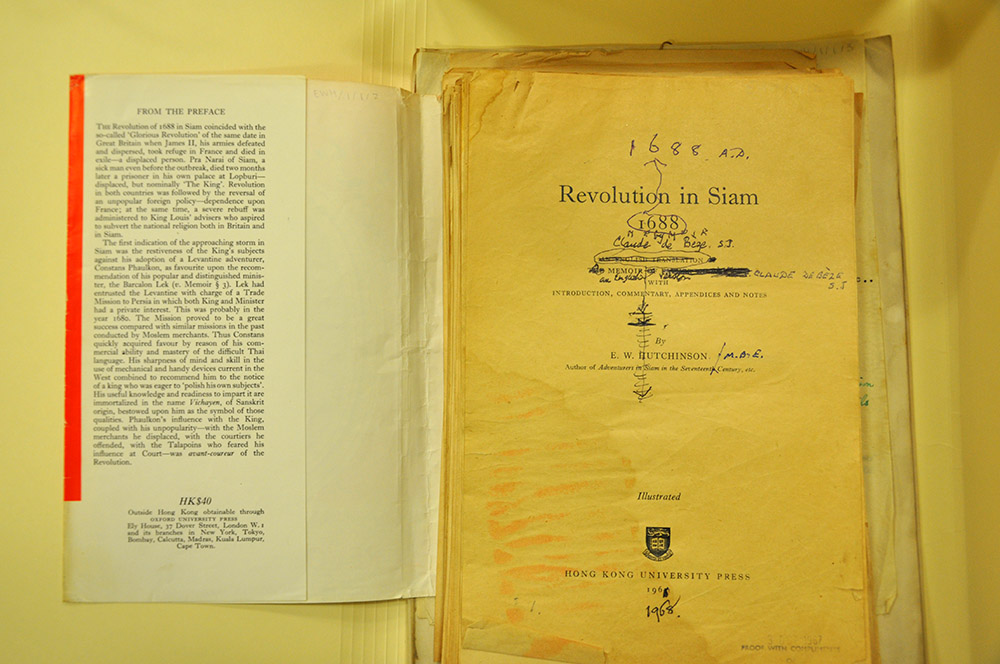 FROM THE PREFACE
THE Revolution of 1688 in Siam coincided with the
so-called 'Glorious Revolution' of the same date in
Great Britain when James II, his armies defeated
and dispersed, took refuge in France and died in
exile—a displaced person. Pra Narai of Siam, a
sick man even before the outbreak, died two months
later a prisoner in his own palace at Lopburi—
displaced, but nominally 'The King'. Revolution
in both countries was followed by the reversal of
an unpopular foreign policy—dependence upon
France; at the same time, a severe rebuff was
administered to King Louis' advisers who aspired
to subvert the national religion both in Britain and
in Siam.
The first indication of the approaching storm in
Siam was the restiveness of the King's subjects
against his adoption of a Levantine adventurer,
Constans Phaulkon, as favourite upon the recom-
mendation of his popular and distinguished minis-
ter, the Barcalon Lek (v. Memoir § 3). Lek had
entrusted the Levantine with charge of a Trade
Mission to Persia in which both King and Minister
had a private interest. This was probably in the
year 1680. The Mission proved to be a great
success compared with similar missions in the past
conducted by Moslem merchants. Thus Constans
quickly acquired favour by reason of his com-
mercial ability and mastery of the difficult Thai
language. His sharpness of mind and skill in the
use of mechanical and handy devices current in the
West combined to recommend him to the notice
of a king who was eager to 'polish his own subjects'.
His useful knowledge and readiness to impart it are
immortalized in the name Vichayen, of Sanskrit
origin, bestowed upon him as the symbol of those
qualities. Phaulkon's influence with the King,
coupled with his unpopularity—with the Moslem
merchants he displaced, with the courtiers he
offended, with the Talapoins who feared his
influence at Court—was avant-coureur of the
Revolution.
HK$40
Outside Hong Kong obtainable through
OXFORD UNIVERSITY PRESS
Ely House, 37 Dover Street, London W.1
and its branches in New York, Tokyo,
Bombay, Calcutta, Madras, Kuala Lumpur,
Cape Town.
1688 A.D.
Revolution in Siam
1688
MEMOIR
Claude de Bèze. S.J.
AN ENGLISH TRANSLATION
MEMOIR CLAUDE DE BÈZE
S.J
an English Version
WITH
INTRODUCTION, COMMENTARY, APPENDICES AND NOTES
By
E. W. HUTCHINSON. M.B.E.
Author of Adventurers in Siam in the Seventeenth Century, etc.
Illustrated
HONG KONG UNIVERSITY PRESS
1968.
PROOF WITH COMPLIMENTS